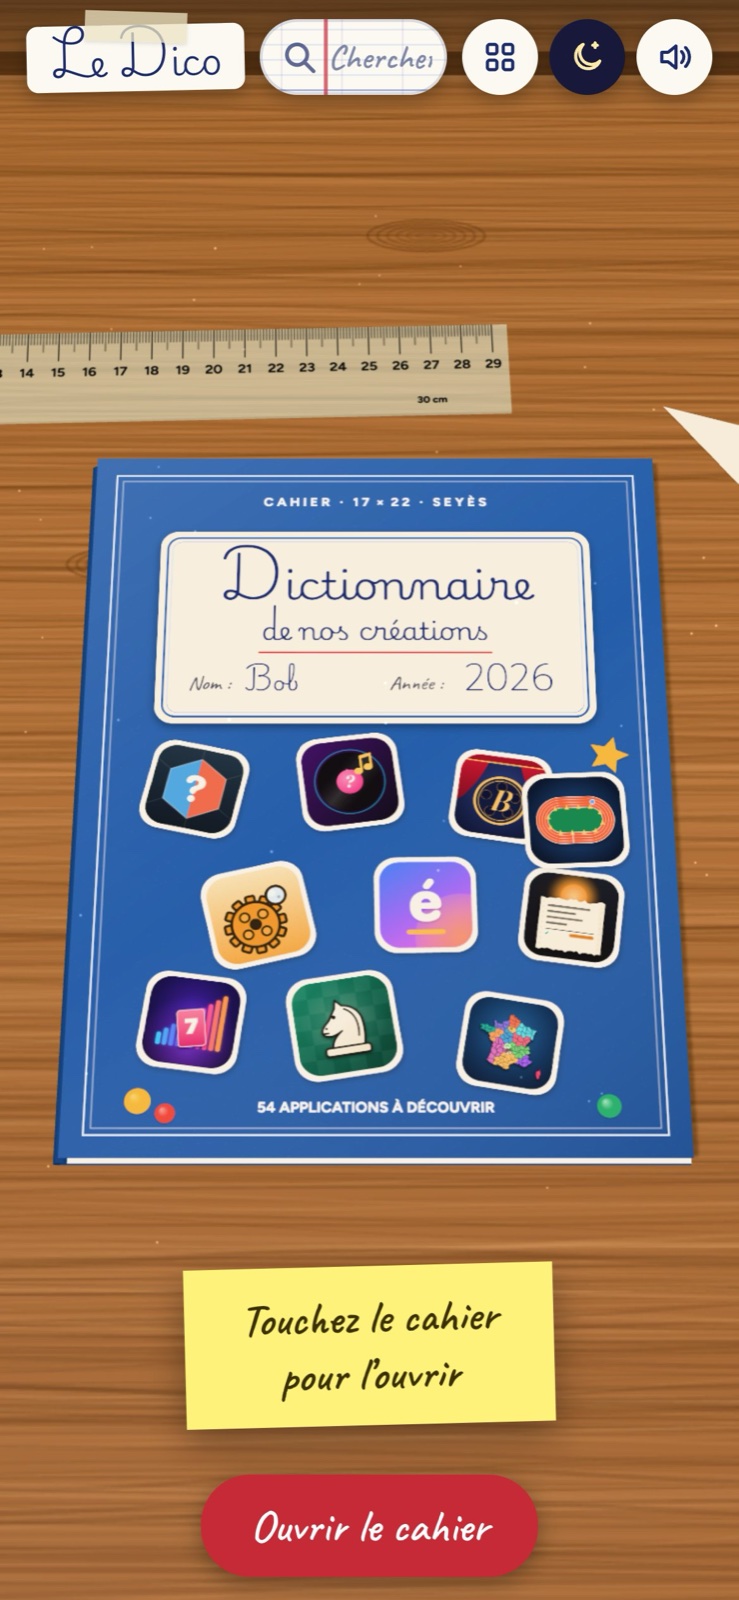 Le Dico
Chercher
14 15 16 17 18 19 20 21 22 23 24 25 26 27 28 29
30 cm
CAHIER · 17 × 22 · SEYÈS
Dictionnaire
de nos créations
Nom : Bob Année : 2026
?
?
B
é
7
54 APPLICATIONS À DÉCOUVRIR
Touchez le cahier
pour l’ouvrir
Ouvrir le cahier